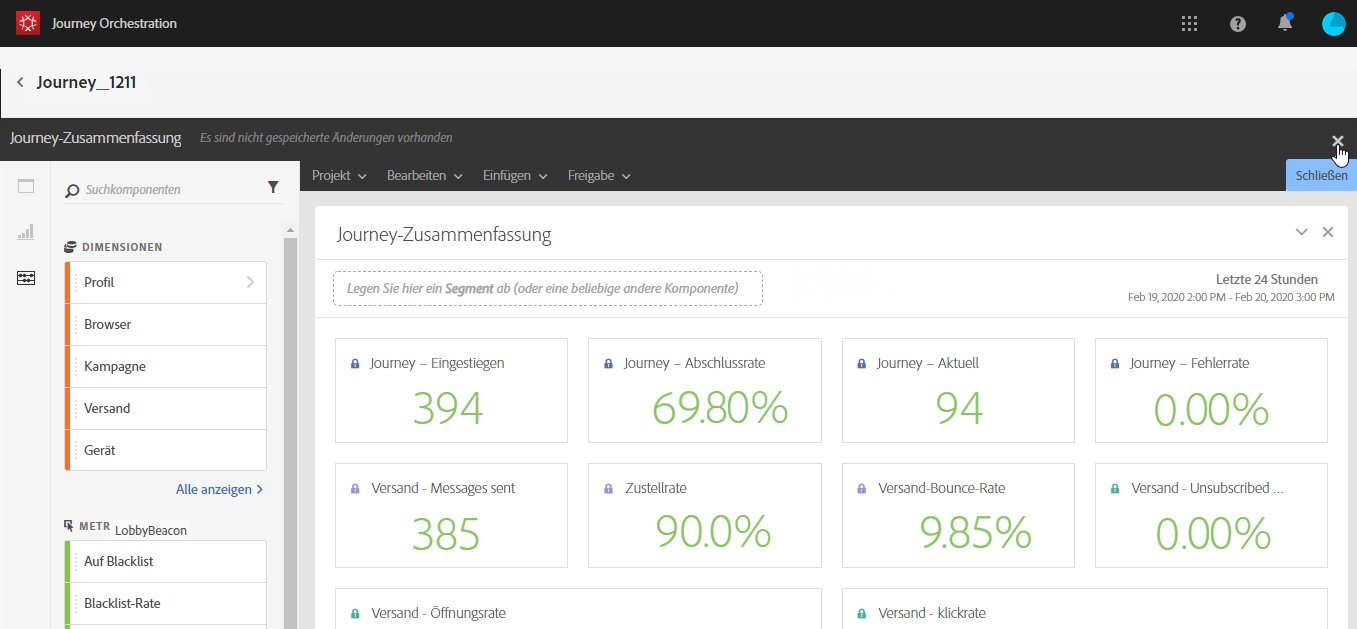 Journey Orchestration
Journey_1211
Journey-Zusammenfassung Es sind nicht gespeicherte Änderungen vorhanden
Suchkomponenten
Projekt Bearbeiten Einfügen Freigabe
Schließen
DIMENSIONEN
Profil
Browser
Kampagne
Versand
Gerät
Alle anzeigen
METR LobbyBeacon
Auf Blacklist
Blacklist-Rate
Journey-Zusammenfassung
Legen Sie hier ein Segment ab (oder eine beliebige andere Komponente)
Letzte 24 Stunden
Feb 19, 2020 2:00 PM - Feb 20, 2020 3:00 PM
Journey – Eingestiegen
394
Journey – Abschlussrate
69.80%
Journey – Aktuell
94
Journey – Fehlerrate
0.00%
Versand - Messages sent
385
Zustellrate
90.0%
Versand-Bounce-Rate
9.85%
Versand - Unsubscribed ...
0.00%
Versand - Öffnungsrate
Versand - klickrate